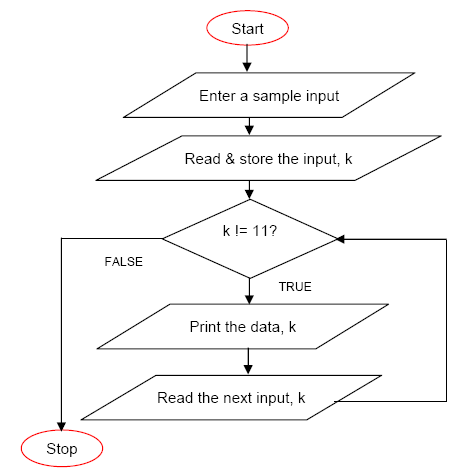 Start
Enter a sample input
Read & store the input, k
k != 11?
FALSE
TRUE
Print the data, k
Read the next input, k
Stop